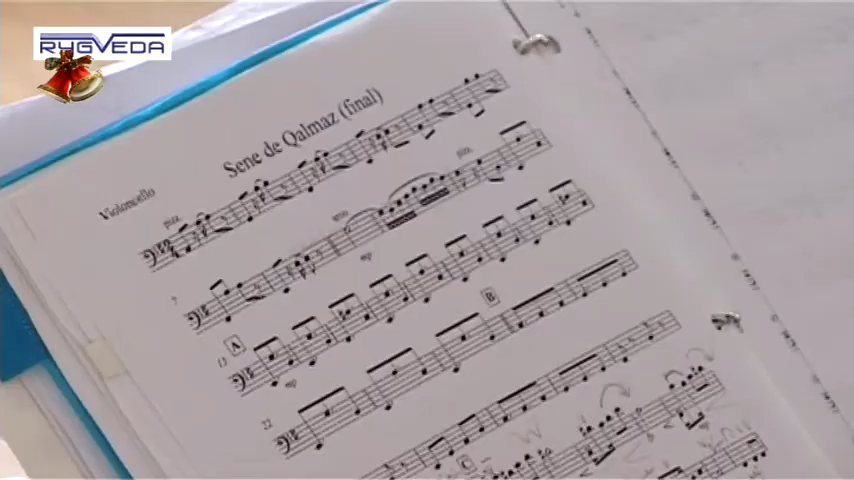 RYGVEDA
Sene de Qalmaz (final)
Violoncello
pizz.
pizz.
arco
mp
7
A
B
13
mp
22
C